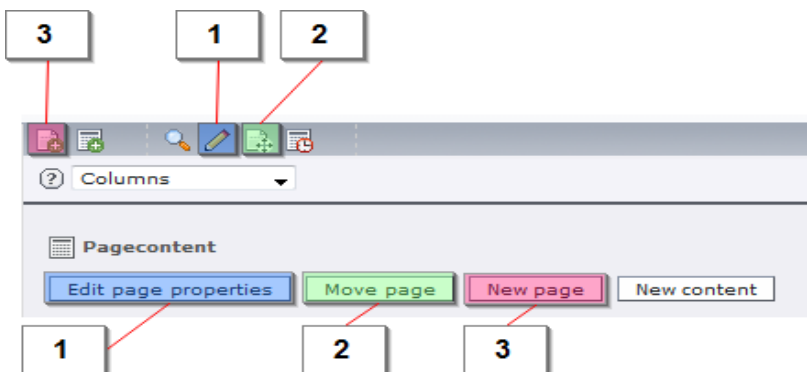 3 1 2
? Columns
Pagecontent
Edit page properties Move page New page New content
1 2 3